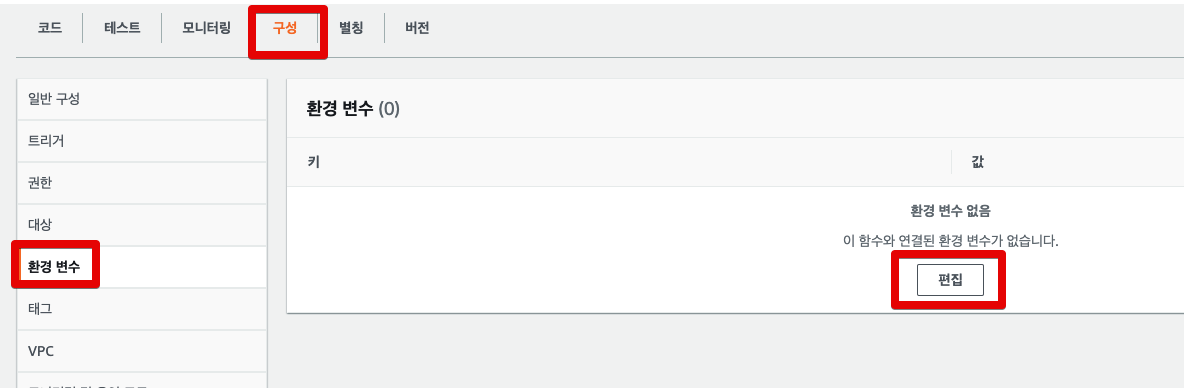 코드 테스트 모니터링 구성 별칭 버전
일반 구성
트리거
권한
대상
환경 변수
태그
VPC
환경 변수 (0)
키 값
환경 변수 없음
이 함수와 연결된 환경 변수가 없습니다.
편집